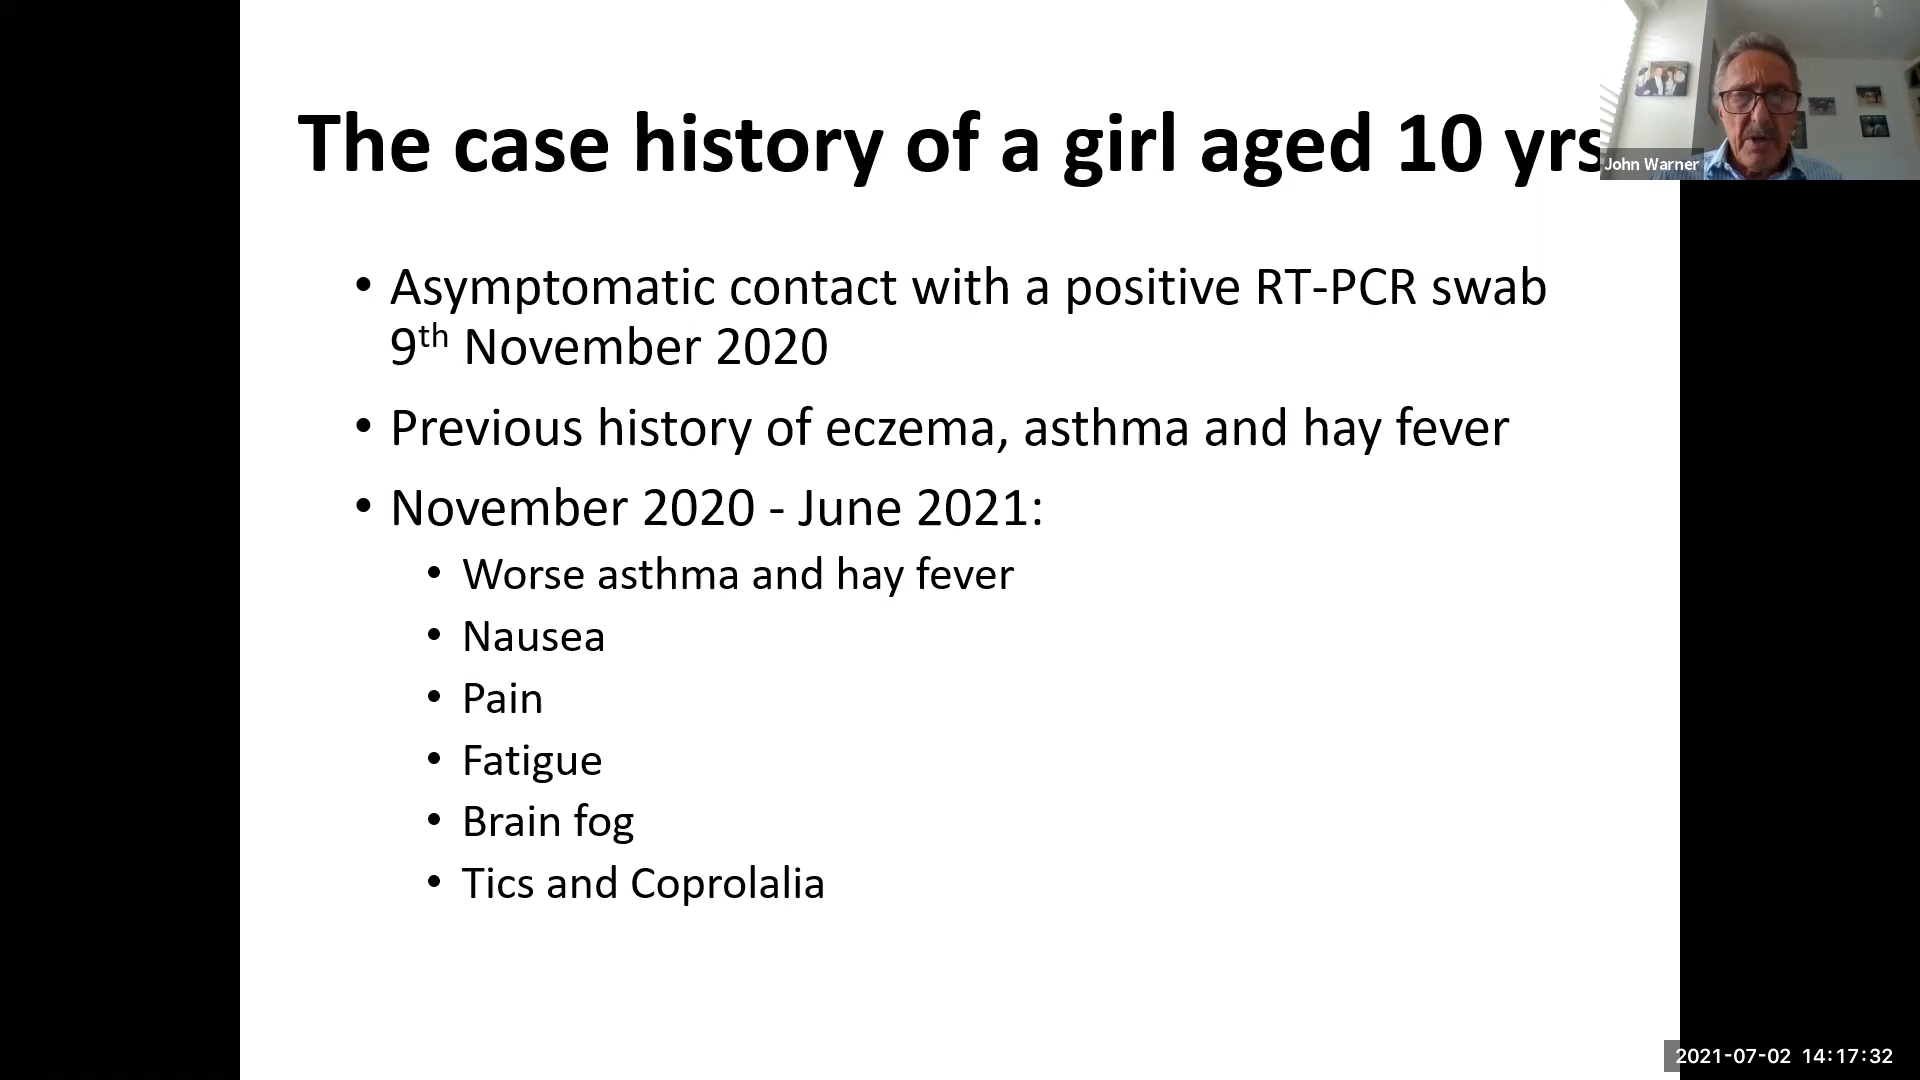 The case history of a girl aged 10 yrs
John Warner
• Asymptomatic contact with a positive RT-PCR swab
9th November 2020
• Previous history of eczema, asthma and hay fever
• November 2020 - June 2021:
• Worse asthma and hay fever
• Nausea
• Pain
• Fatigue
• Brain fog
• Tics and Coprolalia
2021-07-02 14:17:32